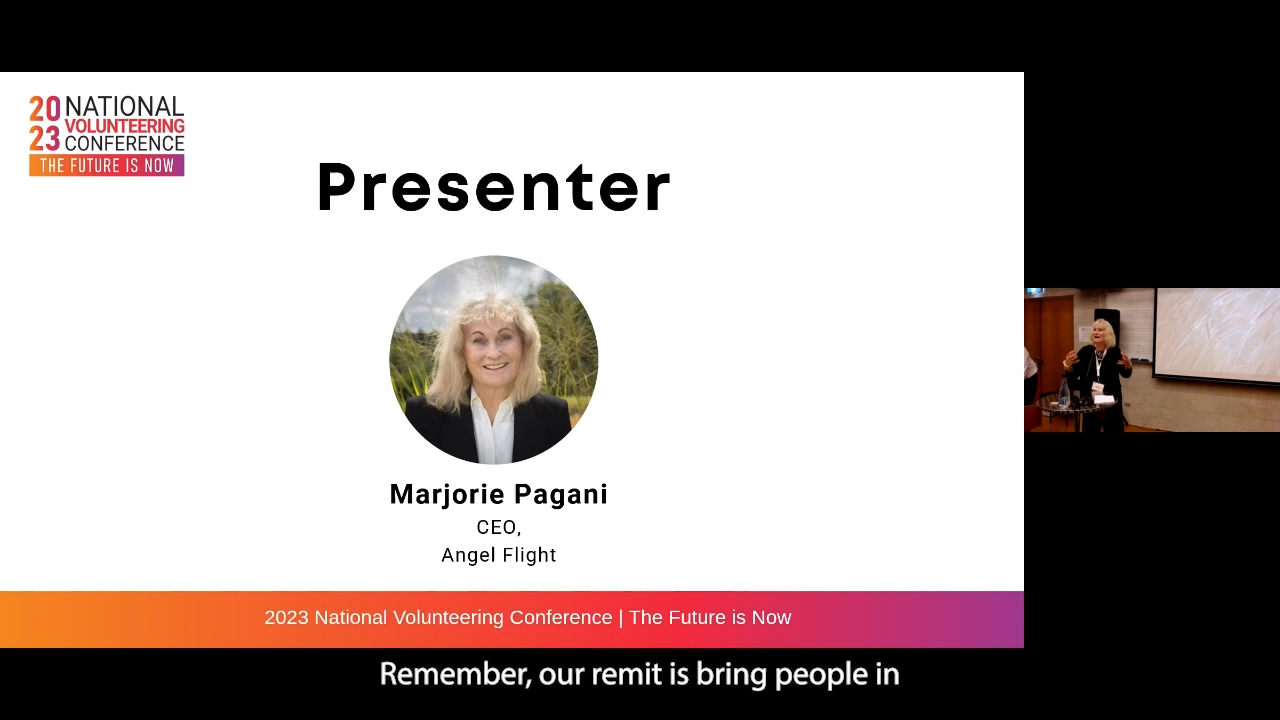 20 NATIONAL
VOLUNTEERING
23 CONFERENCE
THE FUTURE IS NOW
Presenter
Marjorie Pagani
CEO,
Angel Flight
2023 National Volunteering Conference | The Future is Now
Remember, our remit is bring people in